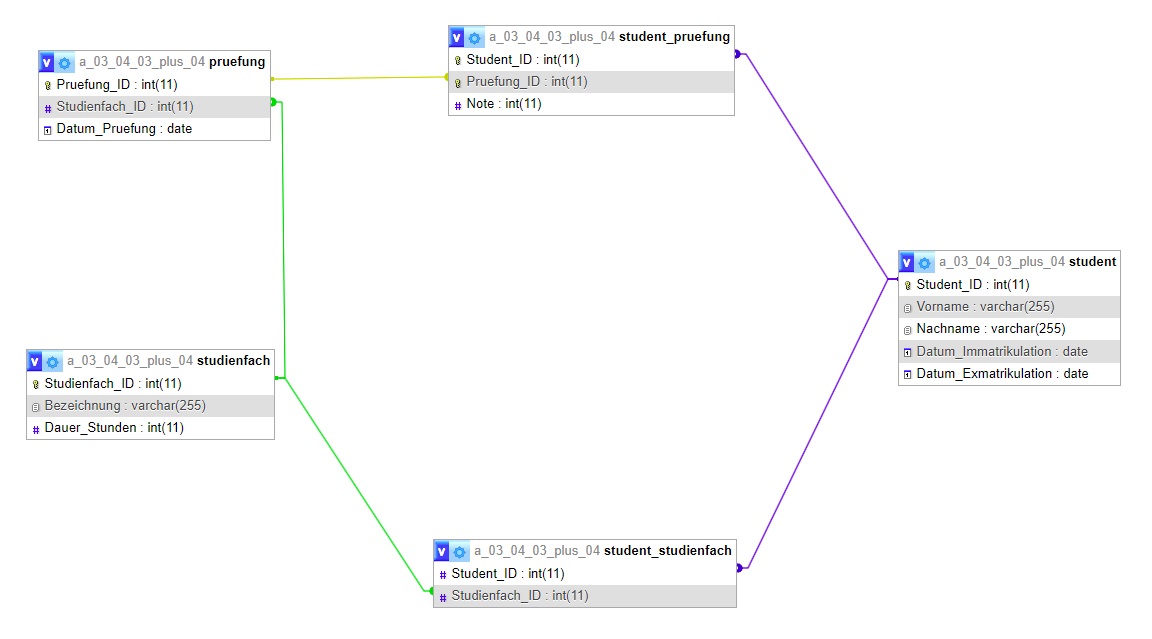 v a_03_04_03_plus_04 pruefung
Pruefung_ID : int(11)
# Studienfach_ID : int(11)
Datum_Pruefung : date
v a_03_04_03_plus_04 student_pruefung
Student_ID : int(11)
Pruefung_ID : int(11)
# Note : int(11)
v a_03_04_03_plus_04 student
Student_ID : int(11)
Vorname : varchar(255)
Nachname : varchar(255)
Datum_Immatrikulation : date
Datum_Exmatrikulation : date
v a_03_04_03_plus_04 studienfach
Studienfach_ID : int(11)
Bezeichnung : varchar(255)
# Dauer_Stunden : int(11)
v a_03_04_03_plus_04 student_studienfach
# Student_ID : int(11)
# Studienfach_ID : int(11)